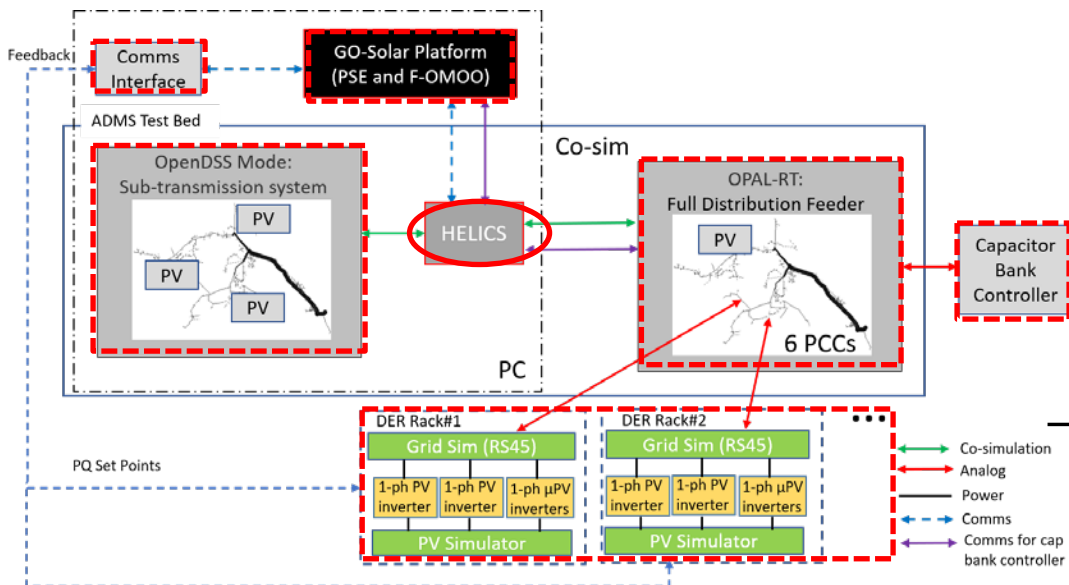 Feedback
Comms
Interface
GO-Solar Platform
(PSE and F-OMOO)
ADMS Test Bed
Co-sim
OpenDSS Mode:
Sub-transmission system
PV
PV
PV
HELICS
OPAL-RT:
Full Distribution Feeder
PV
6 PCCs
Capacitor
Bank
Controller
PC
DER Rack#1
Grid Sim (RS45)
1-ph PV
inverter
1-ph PV
inverter
1-ph µPV
inverters
PV Simulator
DER Rack#2
Grid Sim (RS45)
1-ph PV
inverter
1-ph PV
inverter
1-ph µPV
inverters
PV Simulator
PQ Set Points
Co-simulation
Analog
Power
Comms
Comms for cap
bank controller